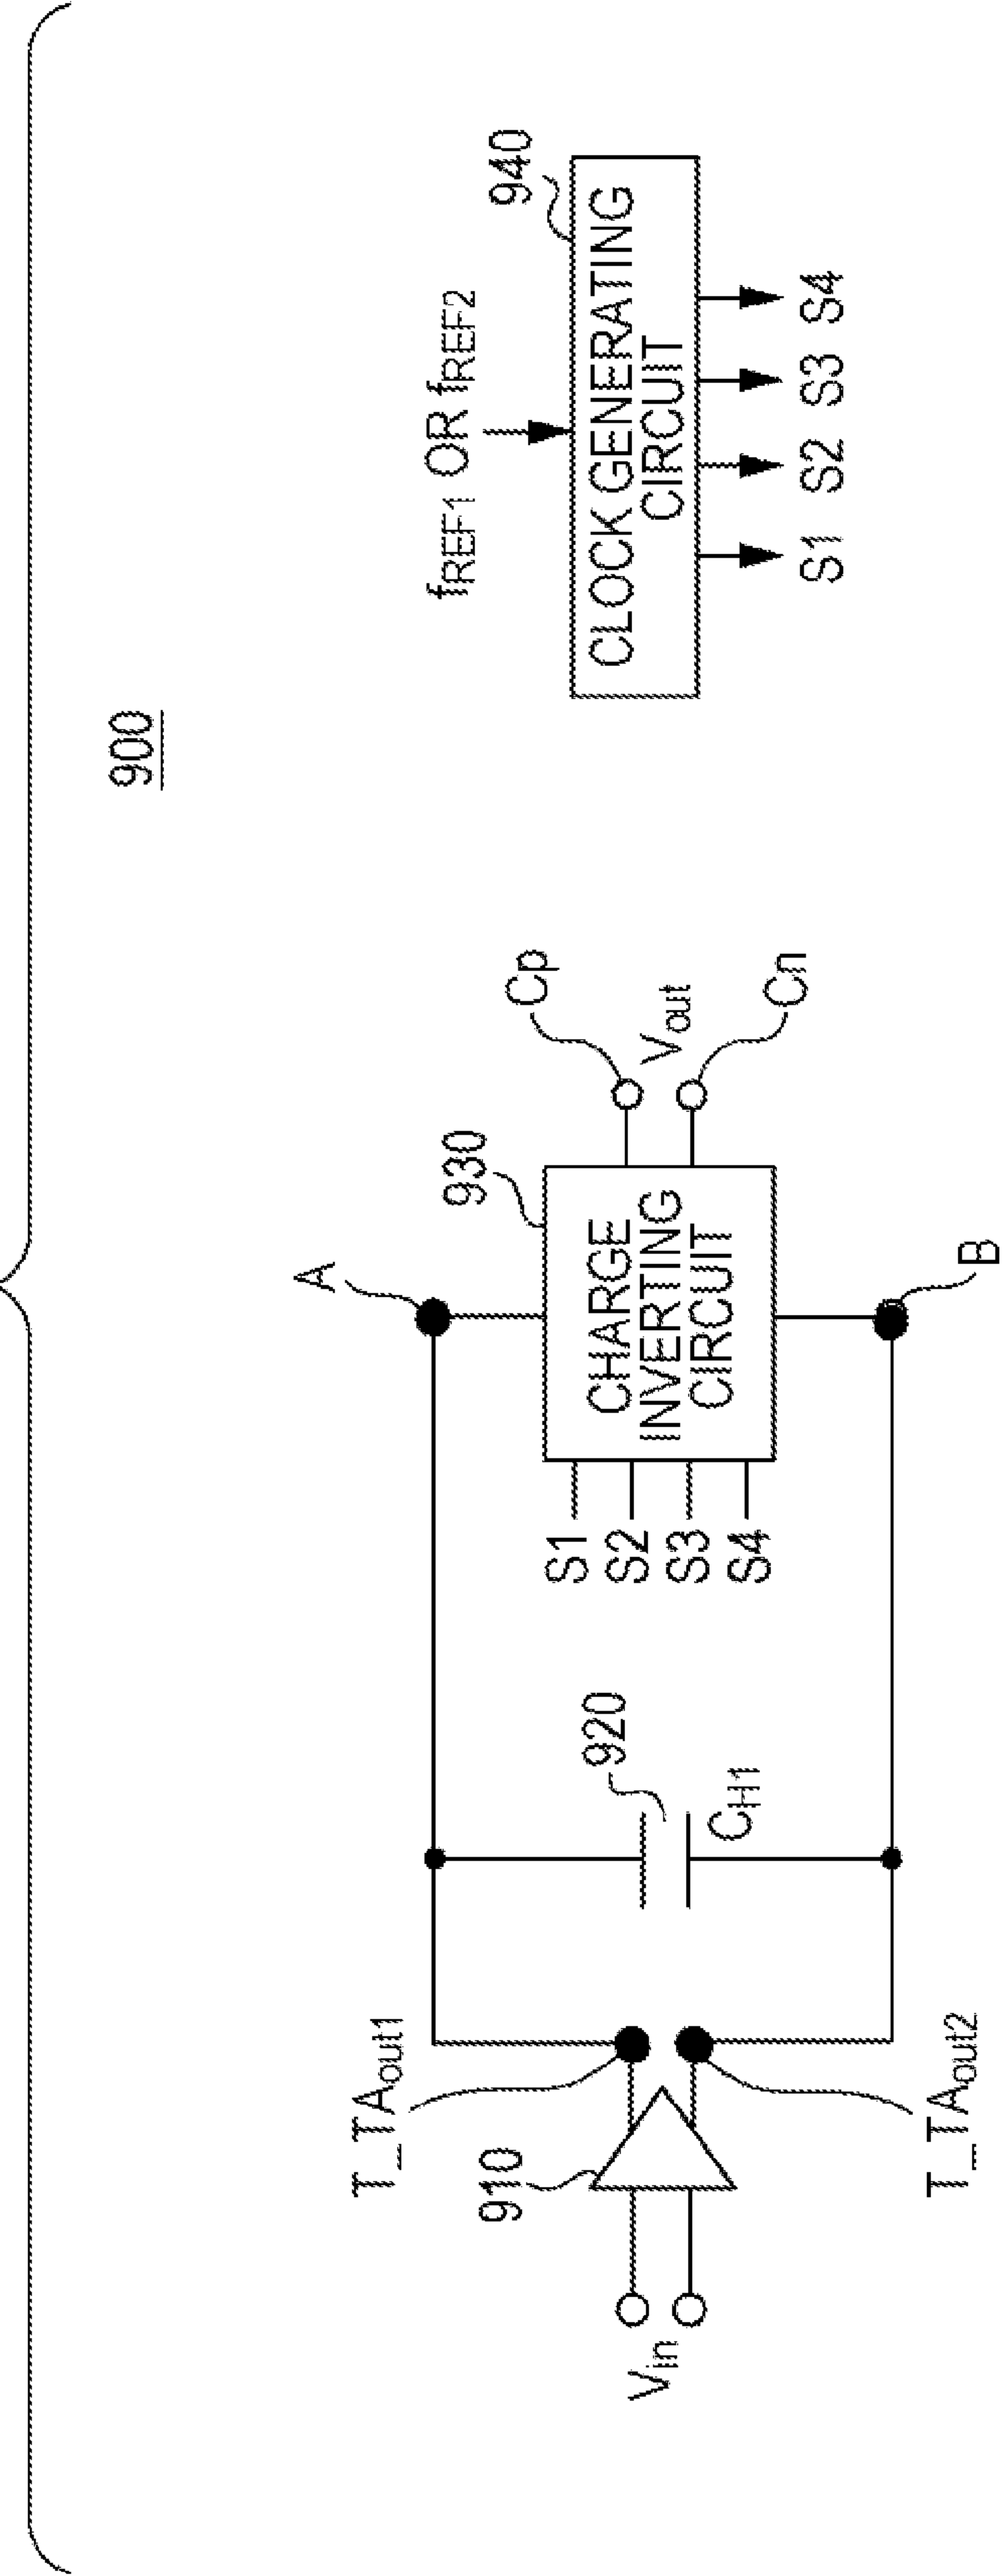 900
A
T_TAout1
910
Vin
T_TAout2
920
CH1
S1
S2
S3
S4
930
CHARGE
INVERTING
CIRCUIT
Cp
Vout
Cn
B
fREF1 OR fREF2
940
CLOCK GENERATING
CIRCUIT
S1 S2 S3 S4